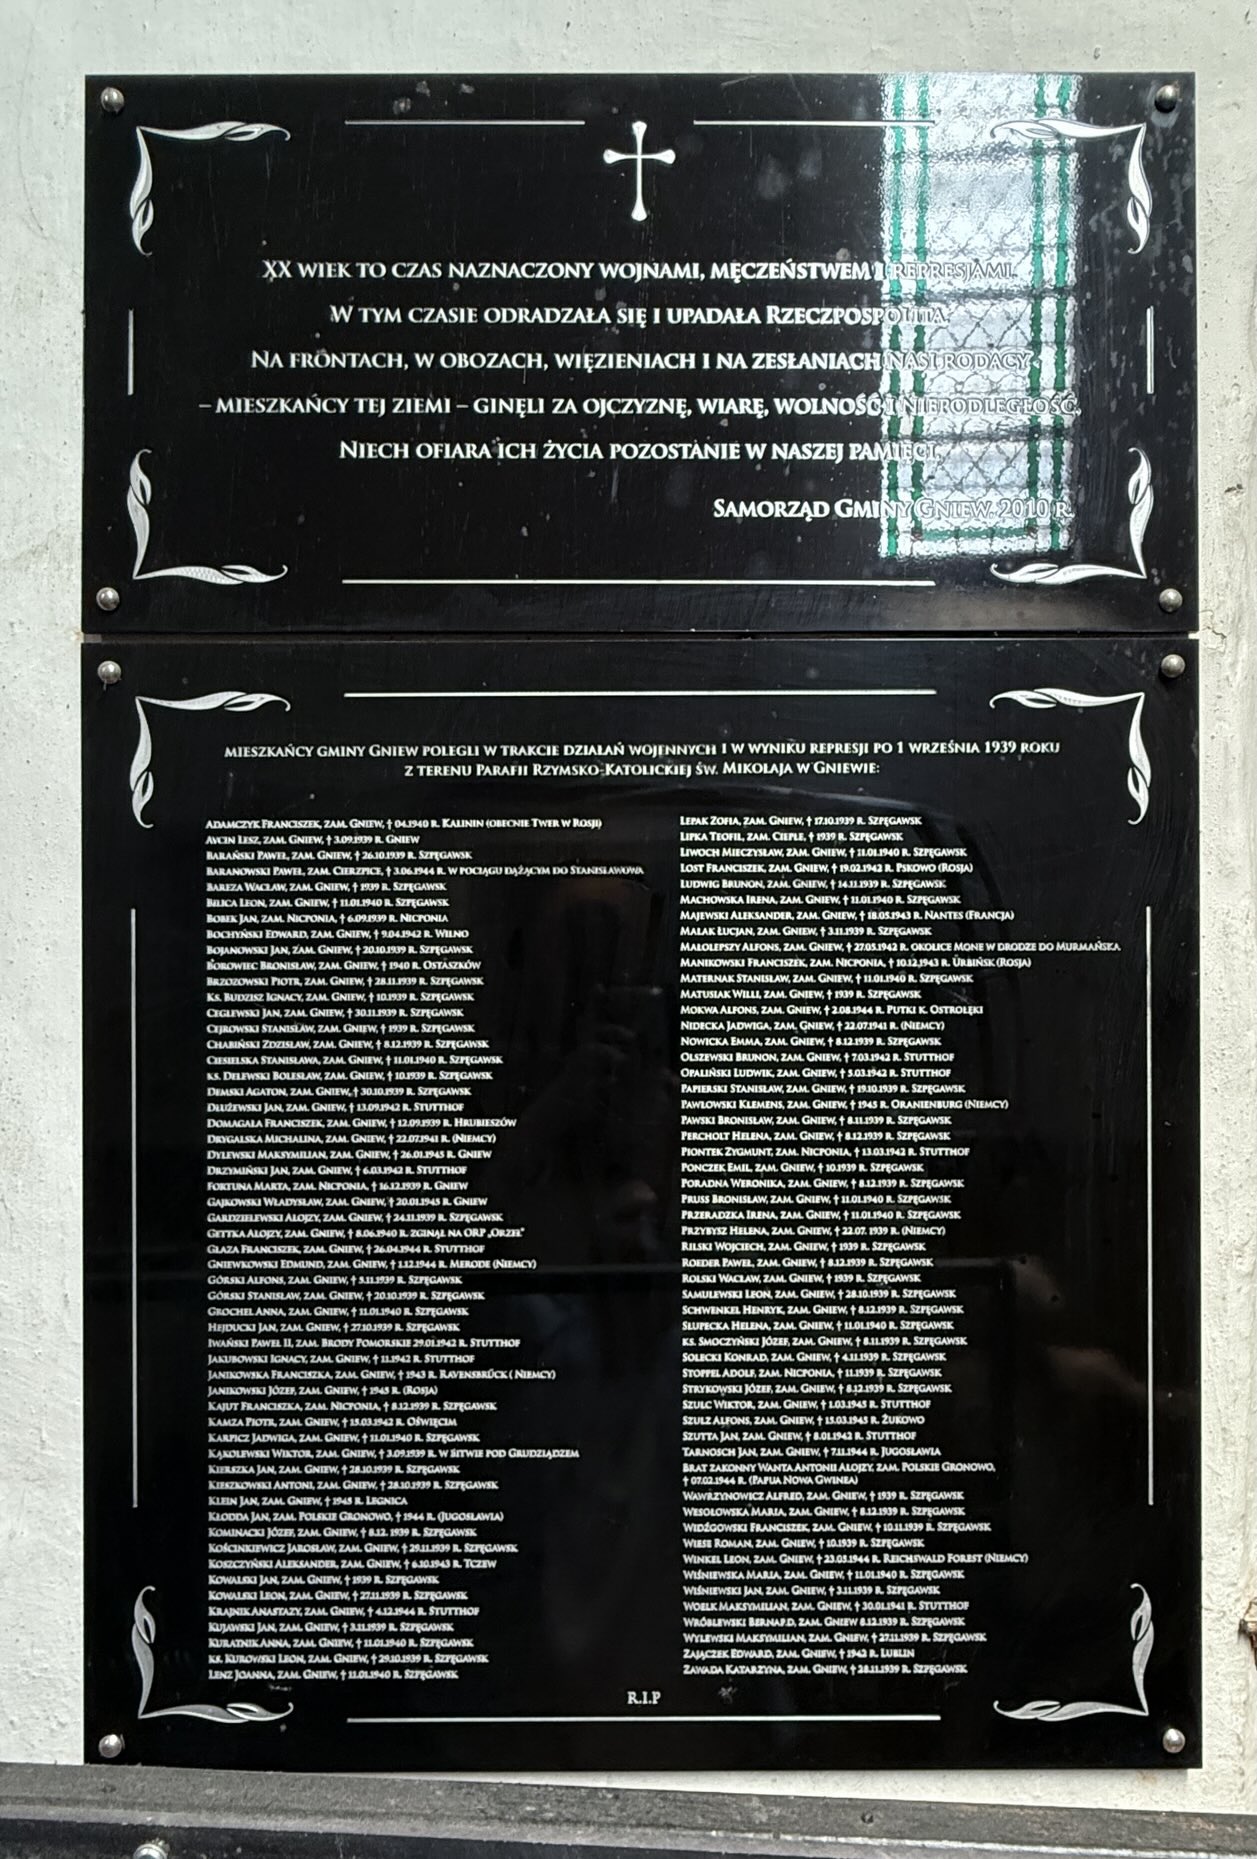 XX WIEK TO CZAS NAZNACZONY WOJNAMI, MĘCZEŃSTWEM I REPRESJAMI.
W TYM CZASIE ODRADZAŁA SIĘ I UPADAŁA RZECZPOSPOLITA.
NA FRONTACH, W OBOZACH, WIĘZIENIACH I NA ZESŁANIACH NASI RODACY
– MIESZKAŃCY TEJ ZIEMI – GINĘLI ZA OJCZYZNĘ, WIARĘ, WOLNOŚĆ I NIEPODLEGŁOŚĆ.
NIECH OFIARA ICH ŻYCIA POZOSTANIE W NASZEJ PAMIĘCI.
SAMORZĄD GMINY GNIEW. 2010 R.
MIESZKAŃCY GMINY GNIEW POLEGLI W TRAKCIE DZIAŁAŃ WOJENNYCH I W WYNIKU REPRESJI PO 1 WRZEŚNIA 1939 ROKU
Z TERENU PARAFII RZYMSKO-KATOLICKIEJ ŚW. MIKOŁAJA W GNIEWIE:
ADAMCZYK FRANCISZEK, ZAM. GNIEW, † 04.1940 R. KALININ (OBECNIE TWER W ROSJI)
AVCIN LESZ, ZAM. GNIEW, † 3.09.1939 R. GNIEW
BARAŃSKI PAWEŁ, ZAM. GNIEW, † 26.10.1939 R. SZPĘGAWSK
BARANOWSKI PAWEŁ, ZAM. CIERZPICE, † 3.06.1944 R. W POCIĄGU DĄŻĄCYM DO STANISŁAWOWA
BAREZA WACŁAW, ZAM. GNIEW, † 1939 R. SZPĘGAWSK
BILICA LEON, ZAM. GNIEW, † 11.01.1940 R. SZPĘGAWSK
BOBEK JAN, ZAM. NICPONIA, † 6.09.1939 R. NICPONIA
BOCHYŃSKI EDWARD, ZAM. GNIEW, † 9.04.1942 R. WILNO
BOJANOWSKI JAN, ZAM. GNIEW, † 20.10.1939 R. SZPĘGAWSK
BOROWIEC BRONISŁAW, ZAM. GNIEW, † 1940 R. OSTASZKÓW
BRZOZOWSKI PIOTR, ZAM. GNIEW, † 28.11.1939 R. SZPĘGAWSK
KS. BUDZISZ IGNACY, ZAM. GNIEW, † 10.1939 R. SZPĘGAWSK
CEGLEWSKI JAN, ZAM. GNIEW, † 30.11.1939 R. SZPĘGAWSK
CEJROWSKI STANISŁAW, ZAM. GNIEW, † 1939 R. SZPĘGAWSK
CHABIŃSKI ZDZISŁAW, ZAM. GNIEW, † 8.12.1939 R. SZPĘGAWSK
CIESIELSKA STANISŁAWA, ZAM. GNIEW, † 11.01.1940 R. SZPĘGAWSK
KS. DELEWSKI BOLESŁAW, ZAM. GNIEW, † 10.1939 R. SZPĘGAWSK
DEMSKI AGATON, ZAM. GNIEW, † 30.10.1939 R. SZPĘGAWSK
DŁUŻEWSKI JAN, ZAM. GNIEW, † 13.09.1942 R. STUTTHOF
DOMAGAŁA FRANCISZEK, ZAM. GNIEW, † 12.09.1939 R. HRUBIESZÓW
DRYGALSKA MICHALINA, ZAM. GNIEW, † 22.07.1941 R. (NIEMCY)
DYLEWSKI MAKSYMILIAN, ZAM. GNIEW, † 26.01.1945 R. GNIEW
DRZYMIŃSKI JAN, ZAM. GNIEW, † 6.03.1942 R. STUTTHOF
FORTUNA MARTA, ZAM. NICPONIA, † 16.12.1939 R. GNIEW
GAJKOWSKI WŁADYSŁAW, ZAM. GNIEW, † 20.01.1945 R. GNIEW
GARDZIELEWSKI ALOJZY, ZAM. GNIEW, † 24.11.1939 R. SZPĘGAWSK
GETTKA ALOJZY, ZAM. GNIEW, † 8.06.1940 R. ZGINĄŁ NA ORP „ORZEŁ"
GLAZA FRANCISZEK, ZAM. GNIEW, † 26.04.1944 R. STUTTHOF
GNIEWKOWSKI EDMUND, ZAM. GNIEW, † 1.12.1944 R. MERODE (NIEMCY)
GÓRSKI ALFONS, ZAM. GNIEW, † 5.11.1939 R. SZPĘGAWSK
GÓRSKI STANISŁAW, ZAM. GNIEW, † 20.10.1939 R. SZPĘGAWSK
GROCHEL ANNA, ZAM. GNIEW, † 11.01.1940 R. SZPĘGAWSK
HEJDUCKI JAN, ZAM. GNIEW, † 27.10.1939 R. SZPĘGAWSK
IWAŃSKI PAWEŁ II, ZAM. BRODY POMORSKIE 29.01.1942 R. STUTTHOF
JAKUBOWSKI IGNACY, ZAM. GNIEW, † 11.1942 R. STUTTHOF
JANIKOWSKA FRANCISZKA, ZAM. GNIEW, † 1943 R. RAVENSBRÜCK ( NIEMCY)
JANIKOWSKI JÓZEF, ZAM. GNIEW, † 1945 R. (ROSJA)
KAJUT FRANCISZKA, ZAM. NICPONIA, † 8.12.1939 R. SZPĘGAWSK
KAMZA PIOTR, ZAM. GNIEW, † 15.03.1942 R. OŚWIĘCIM
KARPICZ JADWIGA, ZAM. GNIEW, † 11.01.1940 R. SZPĘGAWSK
KĄKOLEWSKI WIKTOR, ZAM. GNIEW, † 3.09.1939 R. W BITWIE POD GRUDZIĄDZEM
KIERSZKA JAN, ZAM. GNIEW, † 28.10.1939 R. SZPĘGAWSK
KIESZKOWSKI ANTONI, ZAM. GNIEW, † 28.10.1939 R. SZPĘGAWSK
KLEIN JAN, ZAM. GNIEW, † 1945 R. LEGNICA
KŁODDA JAN, ZAM. POLSKIE GRONOWO, † 1944 R. (JUGOSŁAWIA)
KOMINACKI JÓZEF, ZAM. GNIEW, † 8.12. 1939 R. SZPĘGAWSK
KOŚCINKIEWICZ JAROSŁAW, ZAM. GNIEW, † 29.11.1939 R. SZPĘGAWSK
KOSZCZYŃSKI ALEKSANDER, ZAM. GNIEW, † 6.10.1943 R. TCZEW
KOWALSKI JAN, ZAM. GNIEW, † 1939 R. SZPĘGAWSK
KOWALSKI LEON, ZAM. GNIEW, † 27.11.1939 R. SZPĘGAWSK
KRAJNIK ANASTAZY, ZAM. GNIEW, † 4.12.1944 R. STUTTHOF
KUJAWSKI JAN, ZAM. GNIEW, † 3.11.1939 R. SZPĘGAWSK
KURATNIK ANNA, ZAM. GNIEW, † 11.01.1940 R. SZPĘGAWSK
KS. KUROWSKI LEON, ZAM. GNIEW, † 29.10.1939 R. SZPĘGAWSK
LENZ JOANNA, ZAM. GNIEW, † 11.01.1940 R. SZPĘGAWSK
LEPAK ZOFIA, ZAM. GNIEW, † 17.10.1939 R. SZPĘGAWSK
LIPKA TEOFIL, ZAM. CIEPŁE, † 1939 R. SZPĘGAWSK
LIWOCH MIECZYSŁAW, ZAM. GNIEW, † 11.01.1940 R. SZPĘGAWSK
LOST FRANCISZEK, ZAM. GNIEW, † 19.02.1942 R. PSKOWO (ROSJA)
LUDWIG BRUNON, ZAM. GNIEW, † 14.11.1939 R. SZPĘGAWSK
MACHOWSKA IRENA, ZAM. GNIEW, † 11.01.1940 R. SZPĘGAWSK
MAJEWSKI ALEKSANDER, ZAM. GNIEW, † 18.05.1943 R. NANTES (FRANCJA)
MALAK ŁUCJAN, ZAM. GNIEW, † 3.11.1939 R. SZPĘGAWSK
MAŁOLEPSZY ALFONS, ZAM. GNIEW, † 27.05.1942 R. OKOLICE MONE W DRODZE DO MURMAŃSKA
MANIKOWSKI FRANCISZEK, ZAM. NICPONIA, † 10.12.1943 R. URBIŃSK (ROSJA)
MATERNAK STANISŁAW, ZAM. GNIEW, † 11.01.1940 R. SZPĘGAWSK
MATUSIAK WILLI, ZAM. GNIEW, † 1939 R. SZPĘGAWSK
MOKWA ALFONS, ZAM. GNIEW, † 2.08.1944 R. PUTKI K. OSTROŁĘKI
NIDECKA JADWIGA, ZAM. GNIEW, † 22.07.1941 R. (NIEMCY)
NOWICKA EMMA, ZAM. GNIEW, † 8.12.1939 R. SZPĘGAWSK
OLSZEWSKI BRUNON, ZAM. GNIEW, † 7.03.1942 R. STUTTHOF
OPALIŃSKI LUDWIK, ZAM. GNIEW, † 5.03.1942 R. STUTTHOF
PAPIERSKI STANISŁAW, ZAM. GNIEW, † 19.10.1939 R. SZPĘGAWSK
PAWŁOWSKI KLEMENS, ZAM. GNIEW, † 1945 R. ORANIENBURG (NIEMCY)
PAWSKI BRONISŁAW, ZAM. GNIEW, † 8.11.1939 R. SZPĘGAWSK
PERCHOLT HELENA, ZAM. GNIEW, † 8.12.1939 R. SZPĘGAWSK
PIONTEK ZYGMUNT, ZAM. NICPONIA, † 13.03.1942 R. STUTTHOF
PONCZEK EMIL, ZAM. GNIEW, † 10.1939 R. SZPĘGAWSK
PORADNA WERONIKA, ZAM. GNIEW, † 8.12.1939 R. SZPĘGAWSK
PRUSS BRONISŁAW, ZAM. GNIEW, † 11.01.1940 R. SZPĘGAWSK
PRZERADZKA IRENA, ZAM. GNIEW, † 11.01.1940 R. SZPĘGAWSK
PRZYBYSZ HELENA, ZAM. GNIEW, † 22.07. 1939 R. (NIEMCY)
RILSKI WOJCIECH, ZAM. GNIEW, † 1939 R. SZPĘGAWSK
ROEDER PAWEŁ, ZAM. GNIEW, † 8.12.1939 R. SZPĘGAWSK
ROLSKI WACŁAW, ZAM. GNIEW, † 1939 R. SZPĘGAWSK
SAMULEWSKI LEON, ZAM. GNIEW, † 28.10.1939 R. SZPĘGAWSK
SCHWENKEL HENRYK, ZAM. GNIEW, † 8.12.1939 R. SZPĘGAWSK
SŁUPECKA HELENA, ZAM. GNIEW, † 11.01.1940 R. SZPĘGAWSK
KS. SMOCZYŃSKI JÓZEF, ZAM. GNIEW, † 8.11.1939 R. SZPĘGAWSK
SOLECKI KONRAD, ZAM. GNIEW, † 4.11.1939 R. SZPĘGAWSK
STOPPEL ADOLF, ZAM. NICPONIA, † 11.1939 R. SZPĘGAWSK
STRYKOWSKI JÓZEF, ZAM. GNIEW, † 8.12.1939 R. SZPĘGAWSK
SZULC WIKTOR, ZAM. GNIEW, † 1.03.1945 R. STUTTHOF
SZULZ ALFONS, ZAM. GNIEW, † 15.03.1945 R. ŻUKOWO
SZUTTA JAN, ZAM. GNIEW, † 8.01.1942 R. STUTTHOF
TARNOSCH JAN, ZAM. GNIEW, † 7.11.1944 R. JUGOSŁAWIA
BRAT ZAKONNY WANTA ANTONII ALOJZY, ZAM. POLSKIE GRONOWO,
† 07.02.1944 R. (PAPUA NOWA GWINEA)
WAWRZYNOWICZ ALFRED, ZAM. GNIEW, † 1939 R. SZPĘGAWSK
WESOŁOWSKA MARIA, ZAM. GNIEW, † 8.12.1939 R. SZPĘGAWSK
WIDŹGOWSKI FRANCISZEK, ZAM. GNIEW, † 10.11.1939 R. SZPĘGAWSK
WIESE ROMAN, ZAM. GNIEW, † 10.1939 R. SZPĘGAWSK
WINKEL LEON, ZAM. GNIEW, † 23.05.1944 R. REICHSWALD FOREST (NIEMCY)
WIŚNIEWSKA MARIA, ZAM. GNIEW, † 11.01.1940 R. SZPĘGAWSK
WIŚNIEWSKI JAN, ZAM. GNIEW, † 3.11.1939 R. SZPĘGAWSK
WOELK MAKSYMILIAN, ZAM. GNIEW, † 30.01.1941 R. STUTTHOF
WRÓBLEWSKI BERNARD, ZAM. GNIEW 8.12.1939 R. SZPĘGAWSK
WYLEWSKI MAKSYMILIAN, ZAM. GNIEW, † 27.11.1939 R. SZPĘGAWSK
ZAJĄCZEK EDWARD, ZAM. GNIEW, † 1942 R. LUBLIN
ZAWADA KATARZYNA, ZAM. GNIEW, † 28.11.1939 R. SZPĘGAWSK
R.I.P